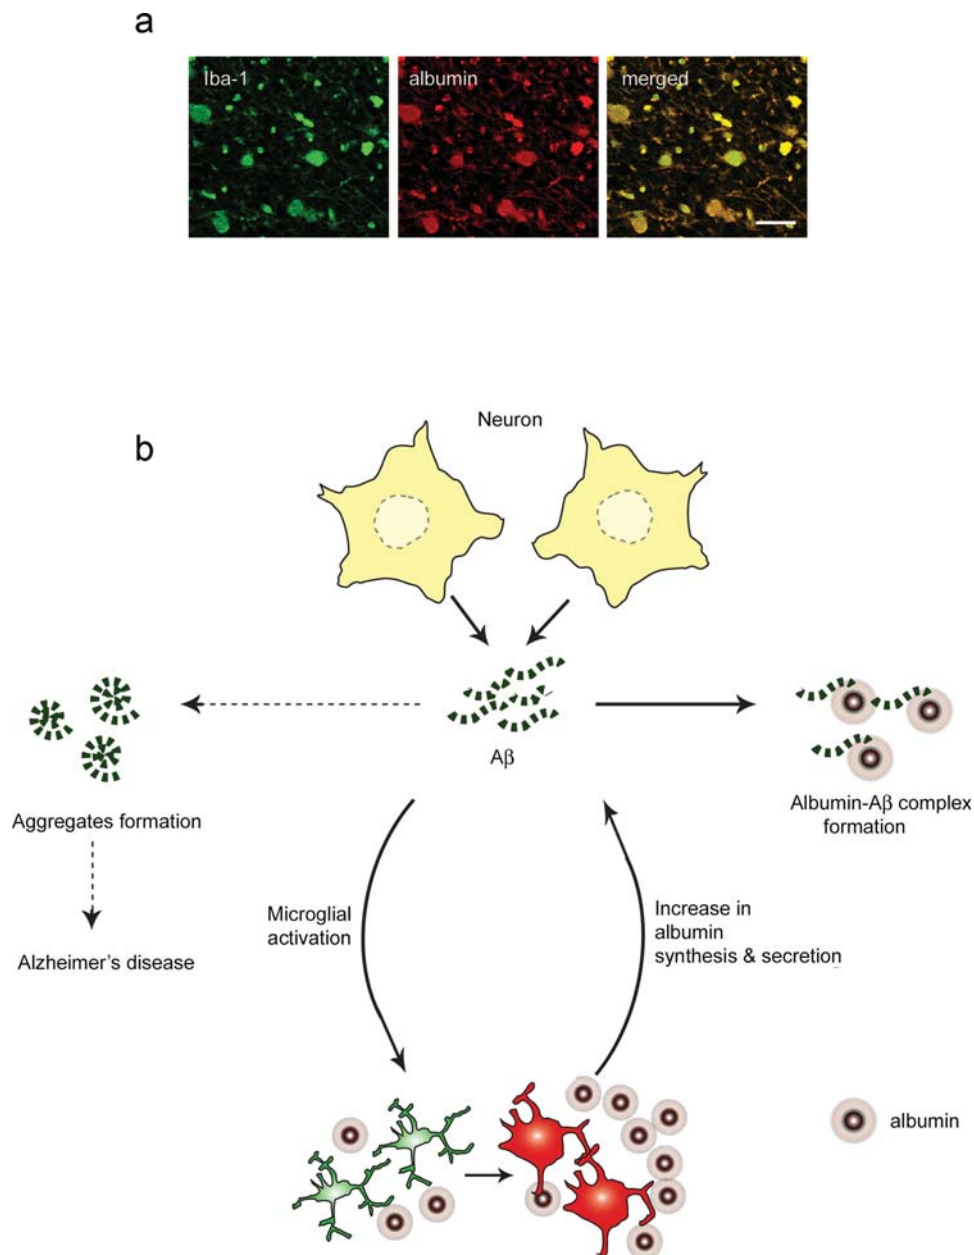 a
Iba-1
albumin
merged
b
Neuron
Aβ
Aggregates formation
Albumin-Aβ complex
formation
Microglial
activation
Increase in
albumin
synthesis & secretion
Alzheimer's disease
albumin